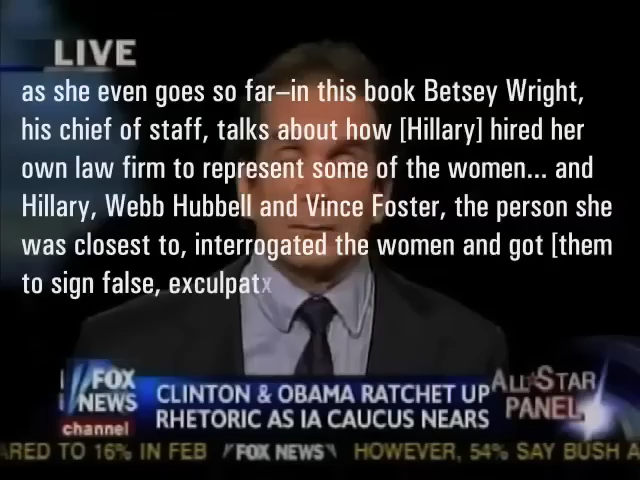 LIVE
as she even goes so far–in this book Betsey Wright,
his chief of staff, talks about how [Hillary] hired her
own law firm to represent some of the women... and
Hillary, Webb Hubbell and Vince Foster, the person she
was closest to, interrogated the women and got [them
to sign false, exculpatx
FOX
NEWS
channel
CLINTON & OBAMA RATCHET UP
RHETORIC AS IA CAUCUS NEARS
ALL★STAR
PANEL
ARED TO 16% IN FEB FOX NEWS HOWEVER, 54% SAY BUSH A